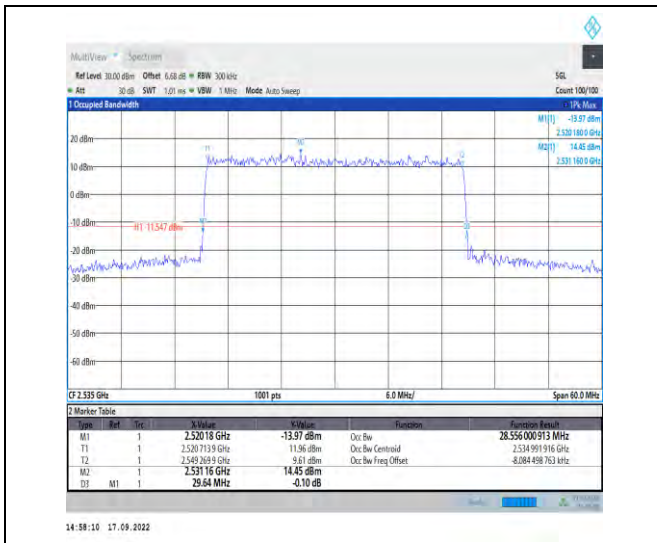 MultiView Spectrum
Ref Level 30.00 dBm Offset 6.68 dB RBW 300 kHz SGL
Att 30 dB SWT 1.01 ms VBW 1 MHz Mode Auto Sweep Count 100/100
1 Occupied Bandwidth 1Pk Max
M1[1] -13.97 dBm
2.520 180 0 GHz
20 dBm M2[1] 14.45 dBm
2.531 160 0 GHz
T1 M2
10 dBm
0 dBm
-10 dBm H1 -11.547 dBm M1 D3
-20 dBm
-30 dBm
-40 dBm
-50 dBm
-60 dBm
CF 2.535 GHz 1001 pts 6.0 MHz/ Span 60.0 MHz
2 Marker Table
Type Ref Trc X-Value Y-Value Function Function Result
M1 1 2.52018 GHz -13.97 dBm Occ Bw 28.556 000 913 MHz
T1 1 2.520 713 9 GHz 11.96 dBm Occ Bw Centroid 2.534 991 916 GHz
T2 1 2.549 269 9 GHz 9.61 dBm Occ Bw Freq Offset -8.084 498 763 kHz
M2 1 2.53116 GHz 14.45 dBm
D3 M1 1 29.64 MHz -0.10 dB
14:58:10 17.09.2022